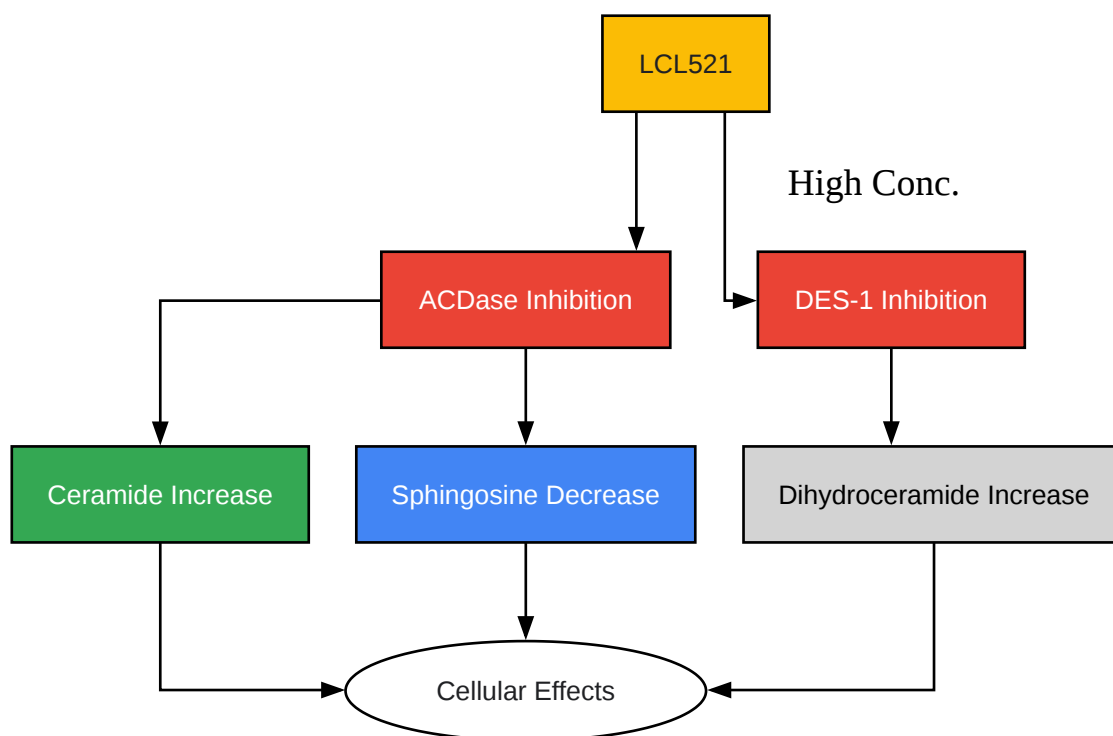 LCL521
High Conc.
ACDase Inhibition
DES-1 Inhibition
Ceramide Increase
Sphingosine Decrease
Dihydroceramide Increase
Cellular Effects